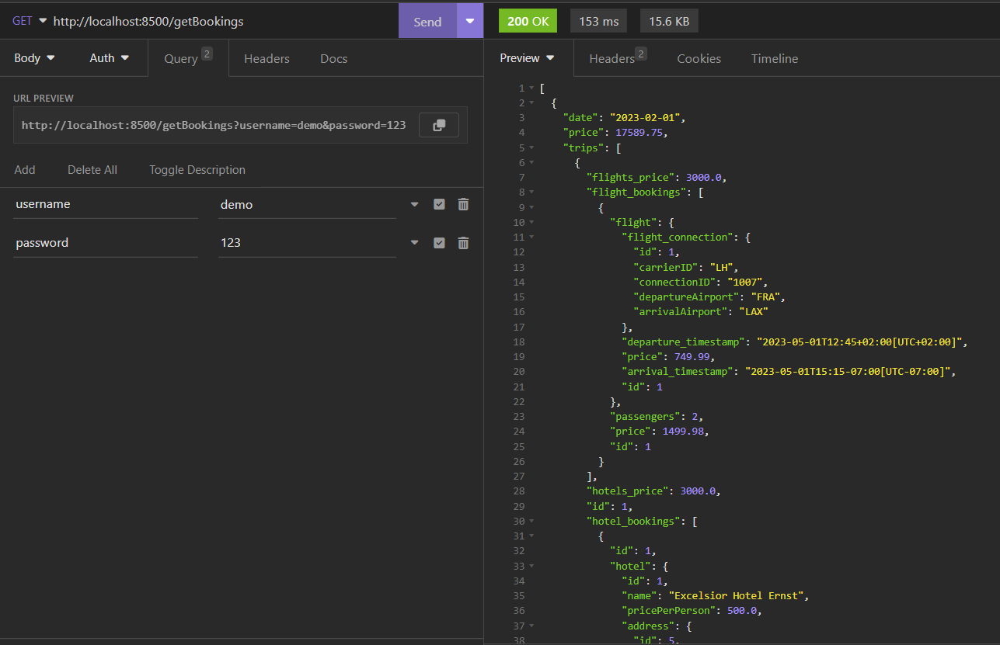 GET http://localhost:8500/getBookings Send
Body Auth Query 2 Headers Docs
URL PREVIEW
http://localhost:8500/getBookings?username=demo&password=123
Add Delete All Toggle Description
username demo
password 123
200 OK 153 ms 15.6 KB
Preview Headers 2 Cookies Timeline
1 [
2 {
3 "date": "2023-02-01",
4 "price": 17589.75,
5 "trips": [
6 {
7 "flights_price": 3000.0,
8 "flight_bookings": [
9 {
10 "flight": {
11 "flight_connection": {
12 "id": 1,
13 "carrierID": "LH",
14 "connectionID": "1007",
15 "departureAirport": "FRA",
16 "arrivalAirport": "LAX"
17 },
18 "departure_timestamp": "2023-05-01T12:45+02:00[UTC+02:00]",
19 "price": 749.99,
20 "arrival_timestamp": "2023-05-01T15:15-07:00[UTC-07:00]",
21 "id": 1
22 },
23 "passengers": 2,
24 "price": 1499.98,
25 "id": 1
26 }
27 ],
28 "hotels_price": 3000.0,
29 "id": 1,
30 "hotel_bookings": [
31 {
32 "id": 1,
33 "hotel": {
34 "id": 1,
35 "name": "Excelsior Hotel Ernst",
36 "pricePerPerson": 500.0,
37 "address": {
38 "id": 5,